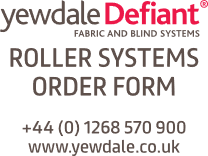 yewdale Defiant®
FABRIC AND BLIND SYSTEMS
ROLLER SYSTEMS
ORDER FORM
+44 (0) 1268 570 900
www.yewdale.co.uk